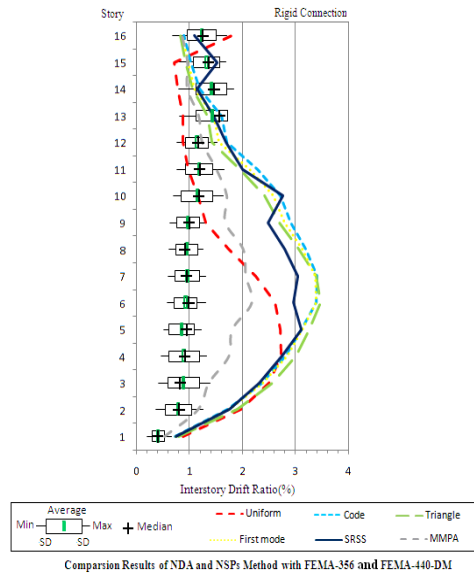 Story
Rigid Connection
16
15
14
13
12
11
10
9
8
7
6
5
4
3
2
1
0
1
2
3
4
Interstory Drift Ratio(%)
Average
Min
Max
SD
SD
Median
Uniform
Code
Triangle
First mode
SRSS
MMPA
Comparsion Results of NDA and NSPs Method with FEMA-356 and FEMA-440-DM